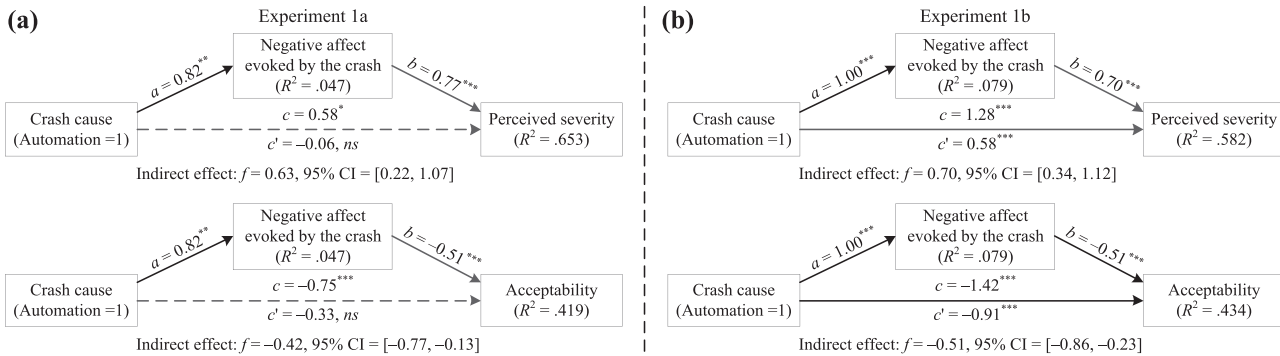 (a)
Experiment 1a
Negative affect
evoked by the crash
(R² = .047)
a = 0.82**
b = 0.77***
Crash cause
(Automation =1)
c = 0.58*
c' = –0.06, ns
Perceived severity
(R² = .653)
Indirect effect: f = 0.63, 95% CI = [0.22, 1.07]
Negative affect
evoked by the crash
(R² = .047)
a = 0.82**
b = –0.51***
Crash cause
(Automation =1)
c = –0.75***
c' = –0.33, ns
Acceptability
(R² = .419)
Indirect effect: f = –0.42, 95% CI = [–0.77, –0.13]
(b)
Experiment 1b
Negative affect
evoked by the crash
(R² = .079)
a = 1.00***
b = 0.70***
Crash cause
(Automation =1)
c = 1.28***
c' = 0.58***
Perceived severity
(R² = .582)
Indirect effect: f = 0.70, 95% CI = [0.34, 1.12]
Negative affect
evoked by the crash
(R² = .079)
a = 1.00***
b = –0.51***
Crash cause
(Automation =1)
c = –1.42***
c' = –0.91***
Acceptability
(R² = .434)
Indirect effect: f = –0.51, 95% CI = [–0.86, –0.23]